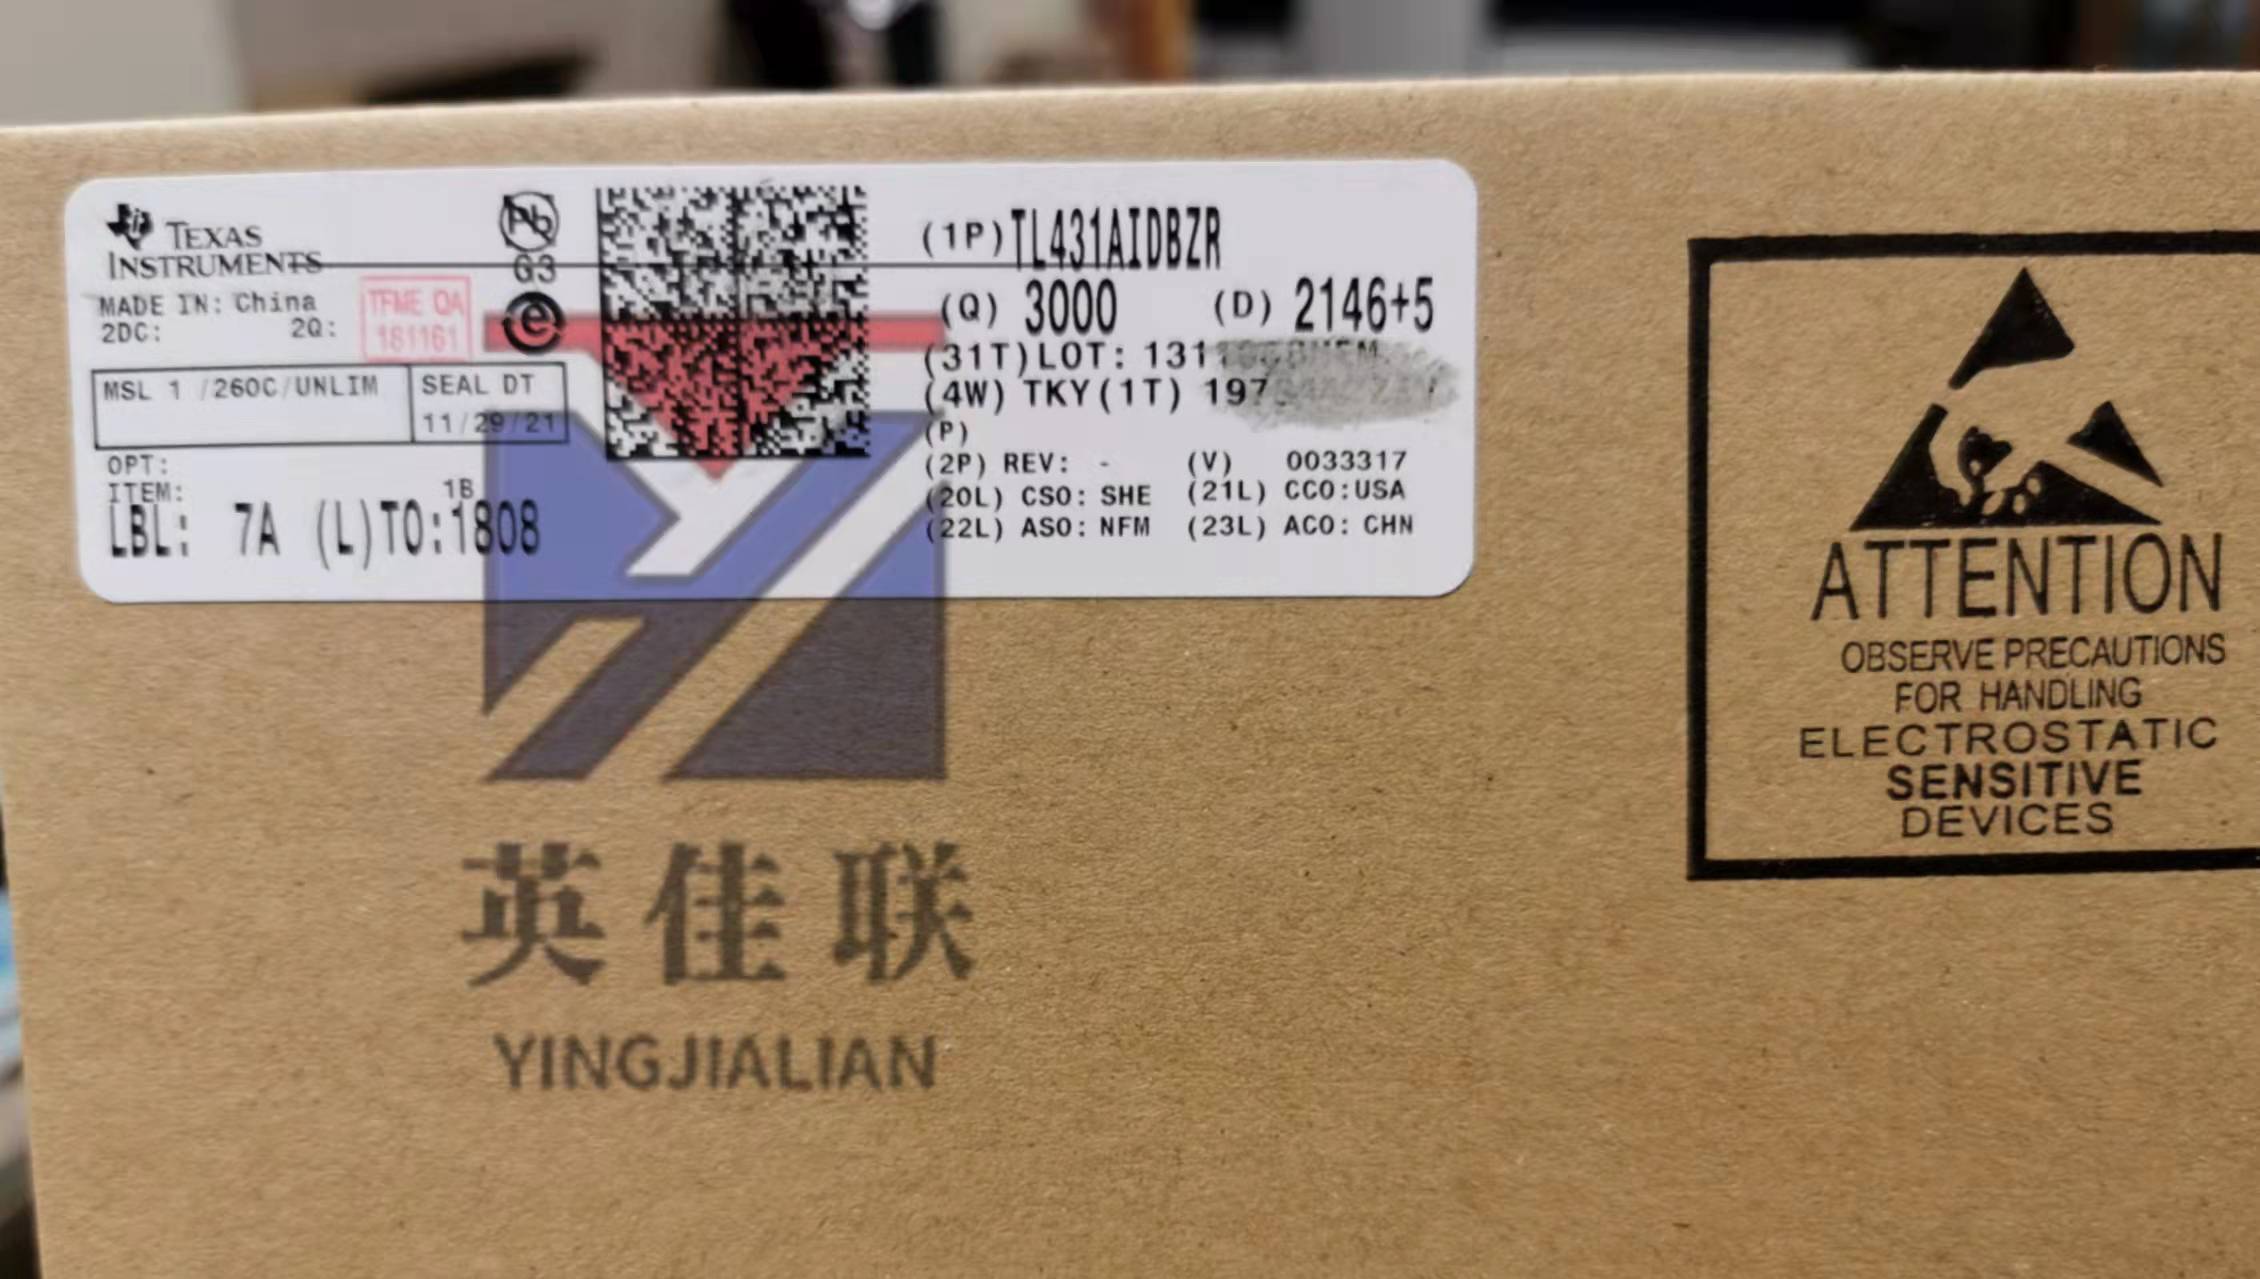 TEXAS
INSTRUMENTS
MADE IN: China
2DC: 2Q:
TFME QA
181161
Pb
G3
e
MSL 1 /260C/UNLIM
SEAL DT
11/29/21
OPT:
ITEM:
1B
LBL: 7A (L)TO:1808
(1P)TL431AIDBZR
(Q) 3000 (D) 2146+5
(31T)LOT: 131
(4W) TKY(1T) 197
(P)
(2P) REV: - (V) 0033317
(20L) CSO: SHE (21L) CCO:USA
(22L) ASO: NFM (23L) ACO: CHN
ATTENTION
OBSERVE PRECAUTIONS
FOR HANDLING
ELECTROSTATIC
SENSITIVE
DEVICES
英佳联
YINGJIALIAN